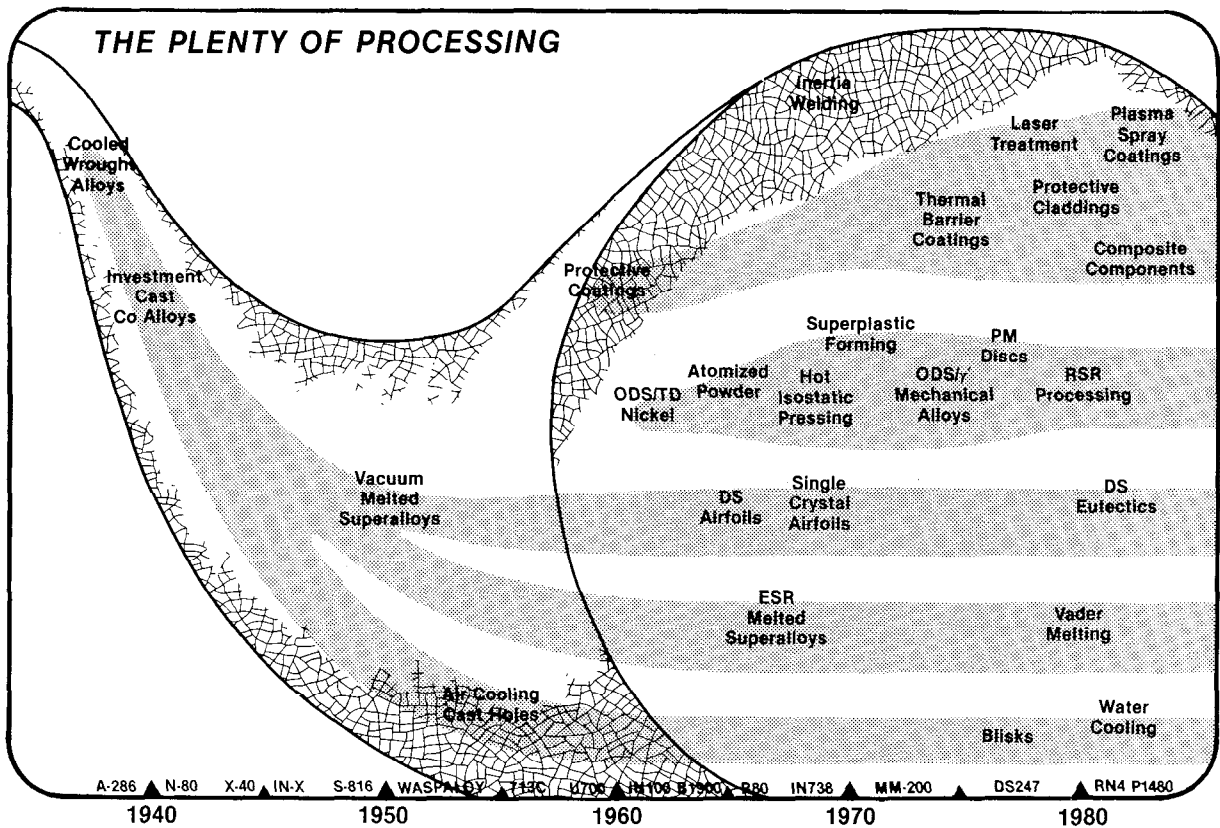 THE PLENTY OF PROCESSING
Inertia
Welding
Cooled
Wrought
Alloys
Laser
Treatment
Plasma
Spray
Coatings
Thermal
Barrier
Coatings
Protective
Claddings
Composite
Components
Investment
Cast
Co Alloys
Protective
Coatings
Superplastic
Forming
PM
Discs
ODS/TD
Nickel
Atomized
Powder
Hot
Isostatic
Pressing
ODS/γ'
Mechanical
Alloys
RSR
Processing
Vacuum
Melted
Superalloys
DS
Airfoils
Single
Crystal
Airfoils
DS
Eutectics
ESR
Melted
Superalloys
Vader
Melting
Air Cooling
Cast Holes
Blisks
Water
Cooling
A-286 N-80 X-40 IN-X S-816 WASPALOY 713C U700 IN100 B1900 R80 IN738 MM-200 DS247 RN4 P1480
1940 1950 1960 1970 1980